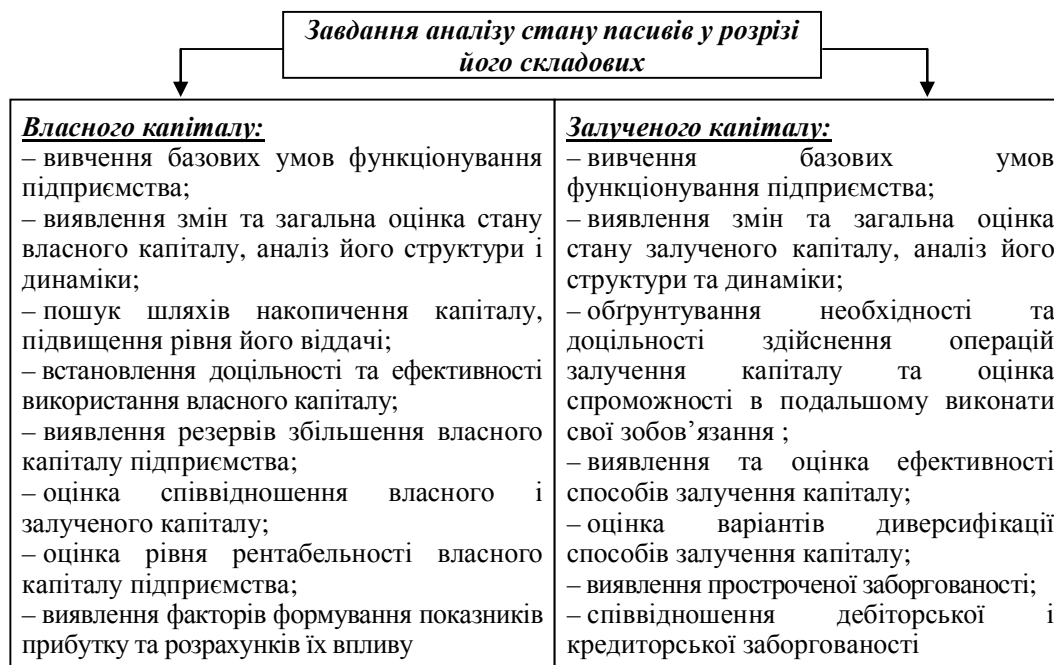 Завдання аналізу стану пасивів у розрізі
його складових
Власного капіталу:
– вивчення базових умов функціонування
підприємства;
– виявлення змін та загальна оцінка стану
власного капіталу, аналіз його структури і
динаміки;
– пошук шляхів накопичення капіталу,
підвищення рівня його віддачі;
– встановлення доцільності та ефективності
використання власного капіталу;
– виявлення резервів збільшення власного
капіталу підприємства;
– оцінка співвідношення власного і
залученого капіталу;
– оцінка рівня рентабельності власного
капіталу підприємства;
– виявлення факторів формування показників
прибутку та розрахунків їх впливу
Залученого капіталу:
– вивчення базових умов
функціонування підприємства;
– виявлення змін та загальна оцінка
стану залученого капіталу, аналіз його
структури та динаміки;
– обґрунтування необхідності та
доцільності здійснення операцій
залучення капіталу та оцінка
спроможності в подальшому виконати
свої зобов’язання ;
– виявлення та оцінка ефективності
способів залучення капіталу;
– оцінка варіантів диверсифікації
способів залучення капіталу;
– виявлення простроченої заборгованості;
– співвідношення дебіторської і
кредиторської заборгованості